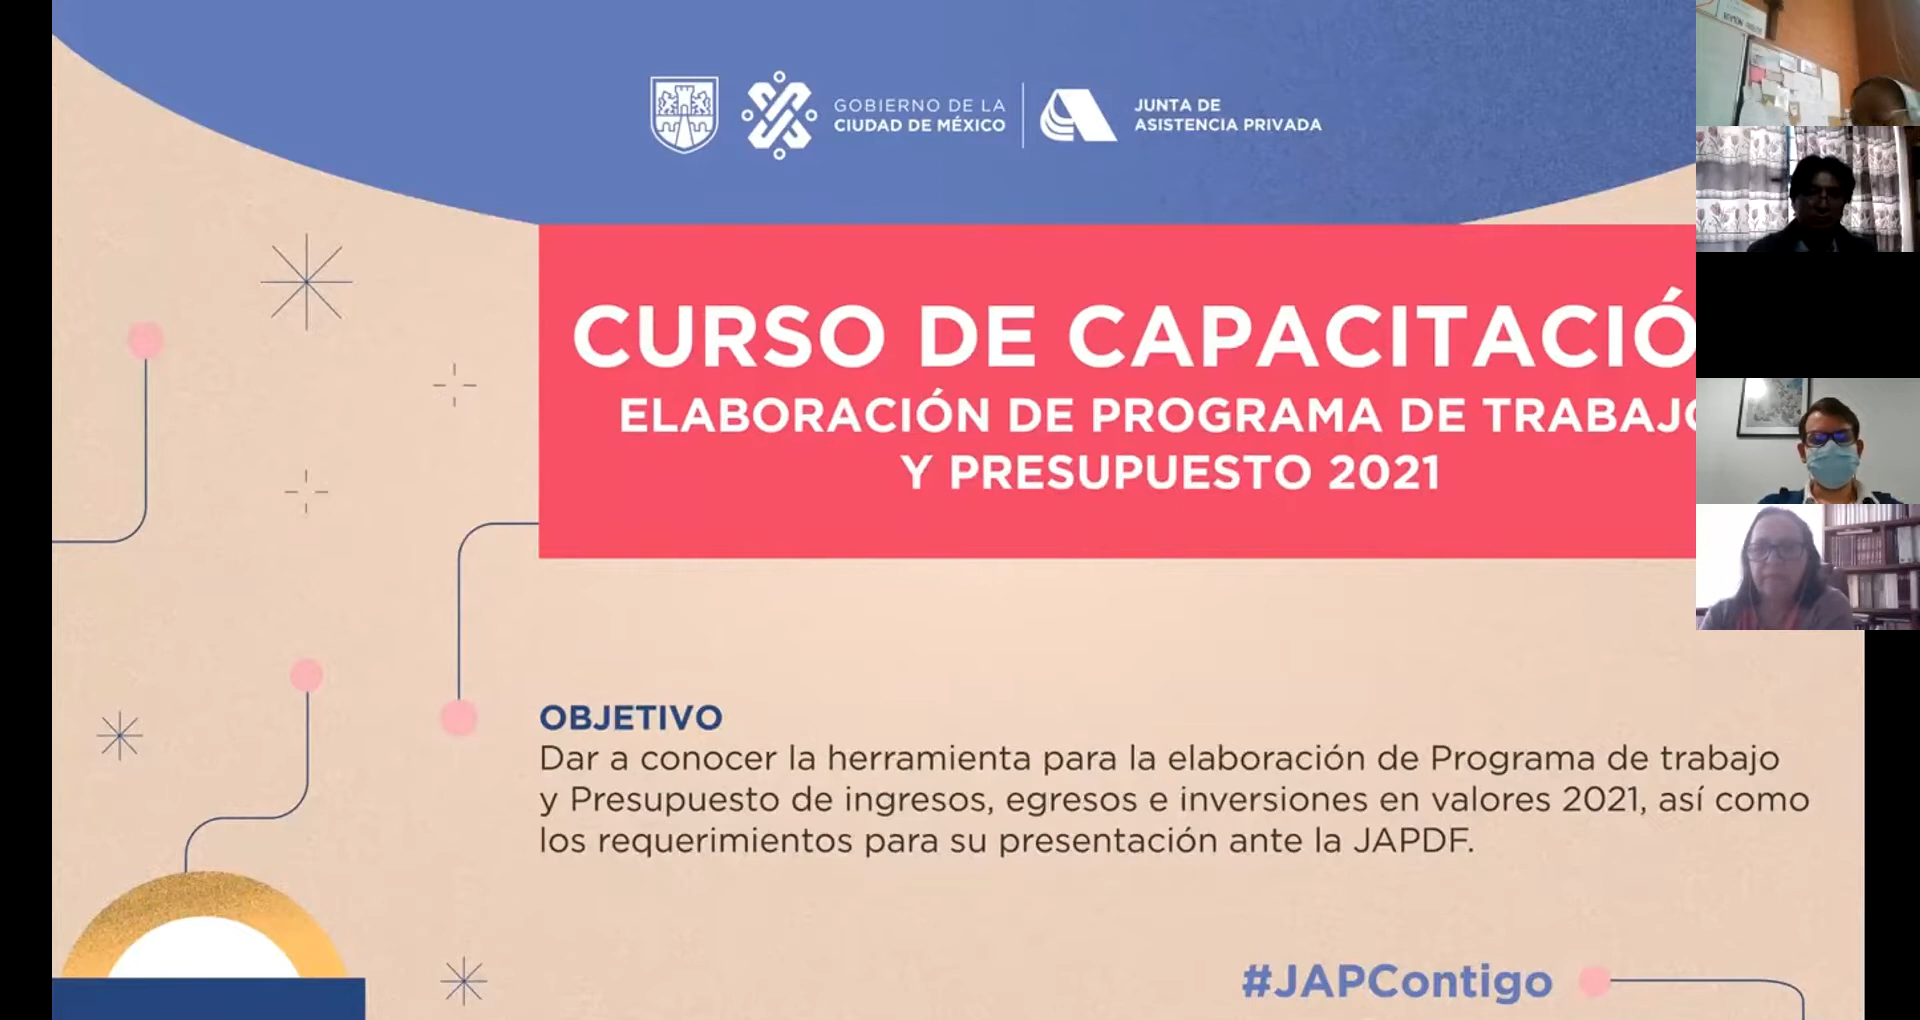 GOBIERNO DE LA
CIUDAD DE MÉXICO
JUNTA DE
ASISTENCIA PRIVADA
CURSO DE CAPACITACIÓ
ELABORACIÓN DE PROGRAMA DE TRABAJO
Y PRESUPUESTO 2021
OBJETIVO
Dar a conocer la herramienta para la elaboración de Programa de trabajo
y Presupuesto de ingresos, egresos e inversiones en valores 2021, así como
los requerimientos para su presentación ante la JAPDF.
#JAPContigo